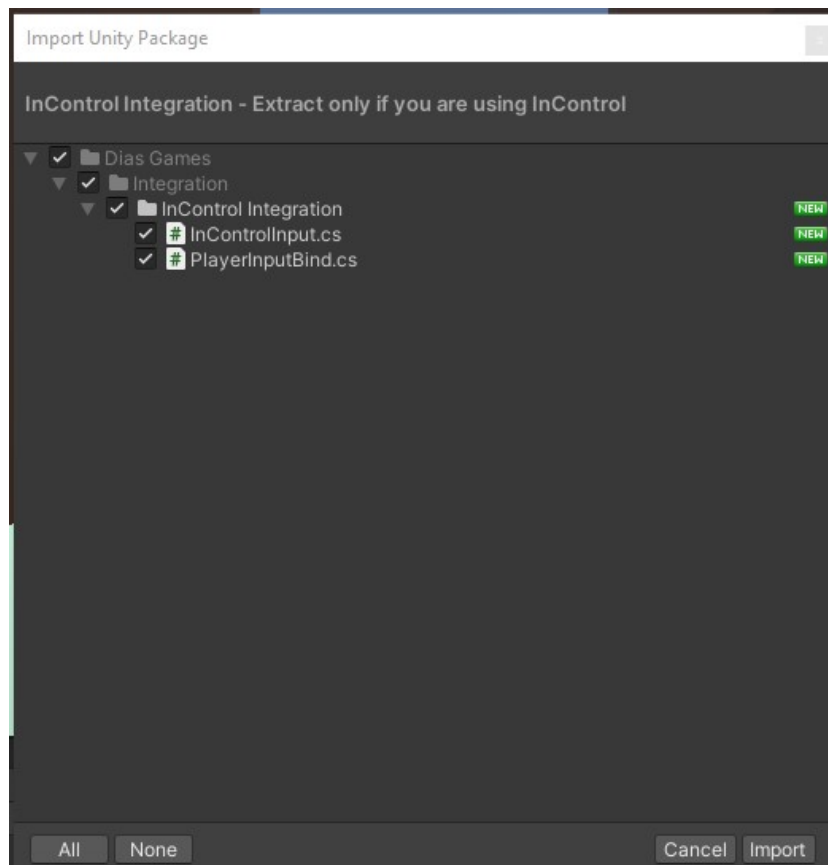 Import Unity Package
InControl Integration - Extract only if you are using InControl
Dias Games
Integration
InControl Integration NEW
# InControlInput.cs NEW
# PlayerInputBind.cs NEW
All None Cancel Import